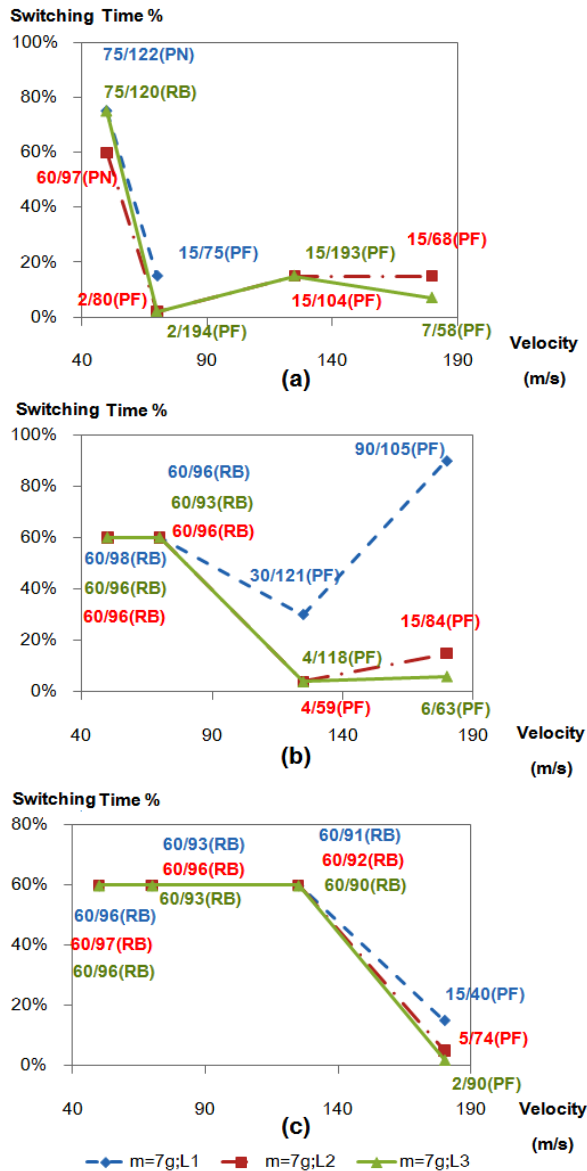 Switching Time %
100%
75/122(PN)
75/120(RB)
80%
60%
60/97(PN)
40%
15/75(PF)
15/193(PF)
15/68(PF)
20%
2/80(PF)
15/104(PF)
0%
2/194(PF)
7/58(PF)
40
90
140
190
Velocity
(m/s)
(a)
Switching Time %
100%
90/105(PF)
60/96(RB)
80%
60/93(RB)
60/96(RB)
60%
60/98(RB)
60/96(RB)
60/96(RB)
40%
30/121(PF)
15/84(PF)
20%
4/118(PF)
0%
4/59(PF)
6/63(PF)
40
90
140
190
Velocity
(m/s)
(b)
Switching Time %
80%
60/93(RB)
60/91(RB)
60/96(RB)
60/92(RB)
60%
60/93(RB)
60/90(RB)
60/96(RB)
60/97(RB)
60/96(RB)
40%
15/40(PF)
20%
5/74(PF)
0%
2/90(PF)
40
90
140
190
Velocity
(m/s)
(c)
m=7g;L1
m=7g;L2
m=7g;L3